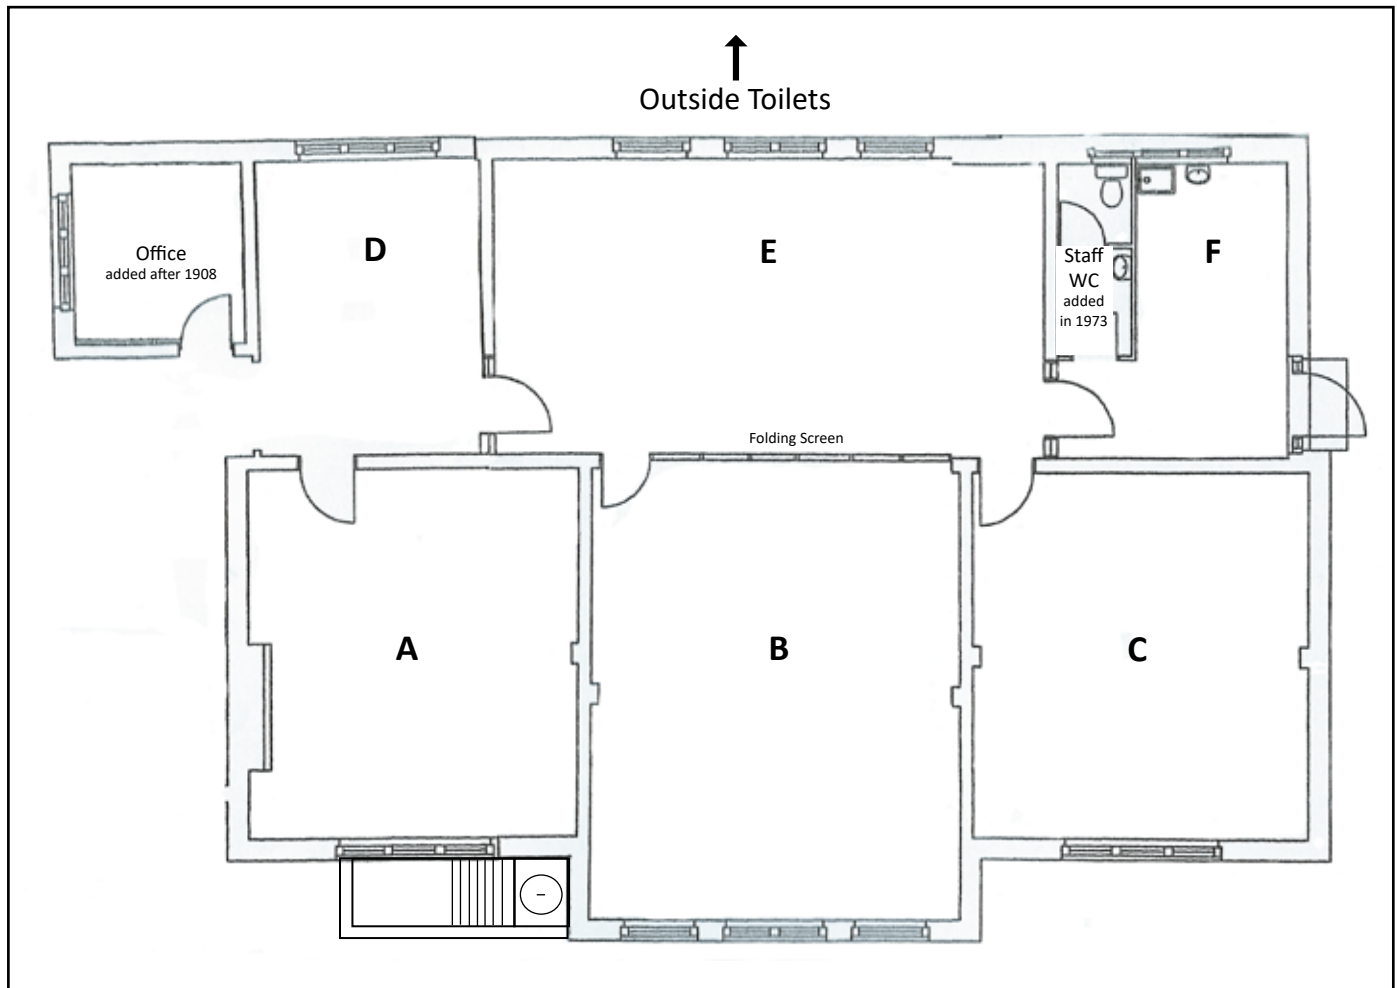 Outside Toilets
Office
added after 1908
D
E
Staff
WC
added
in 1973
F
Folding Screen
A
B
C